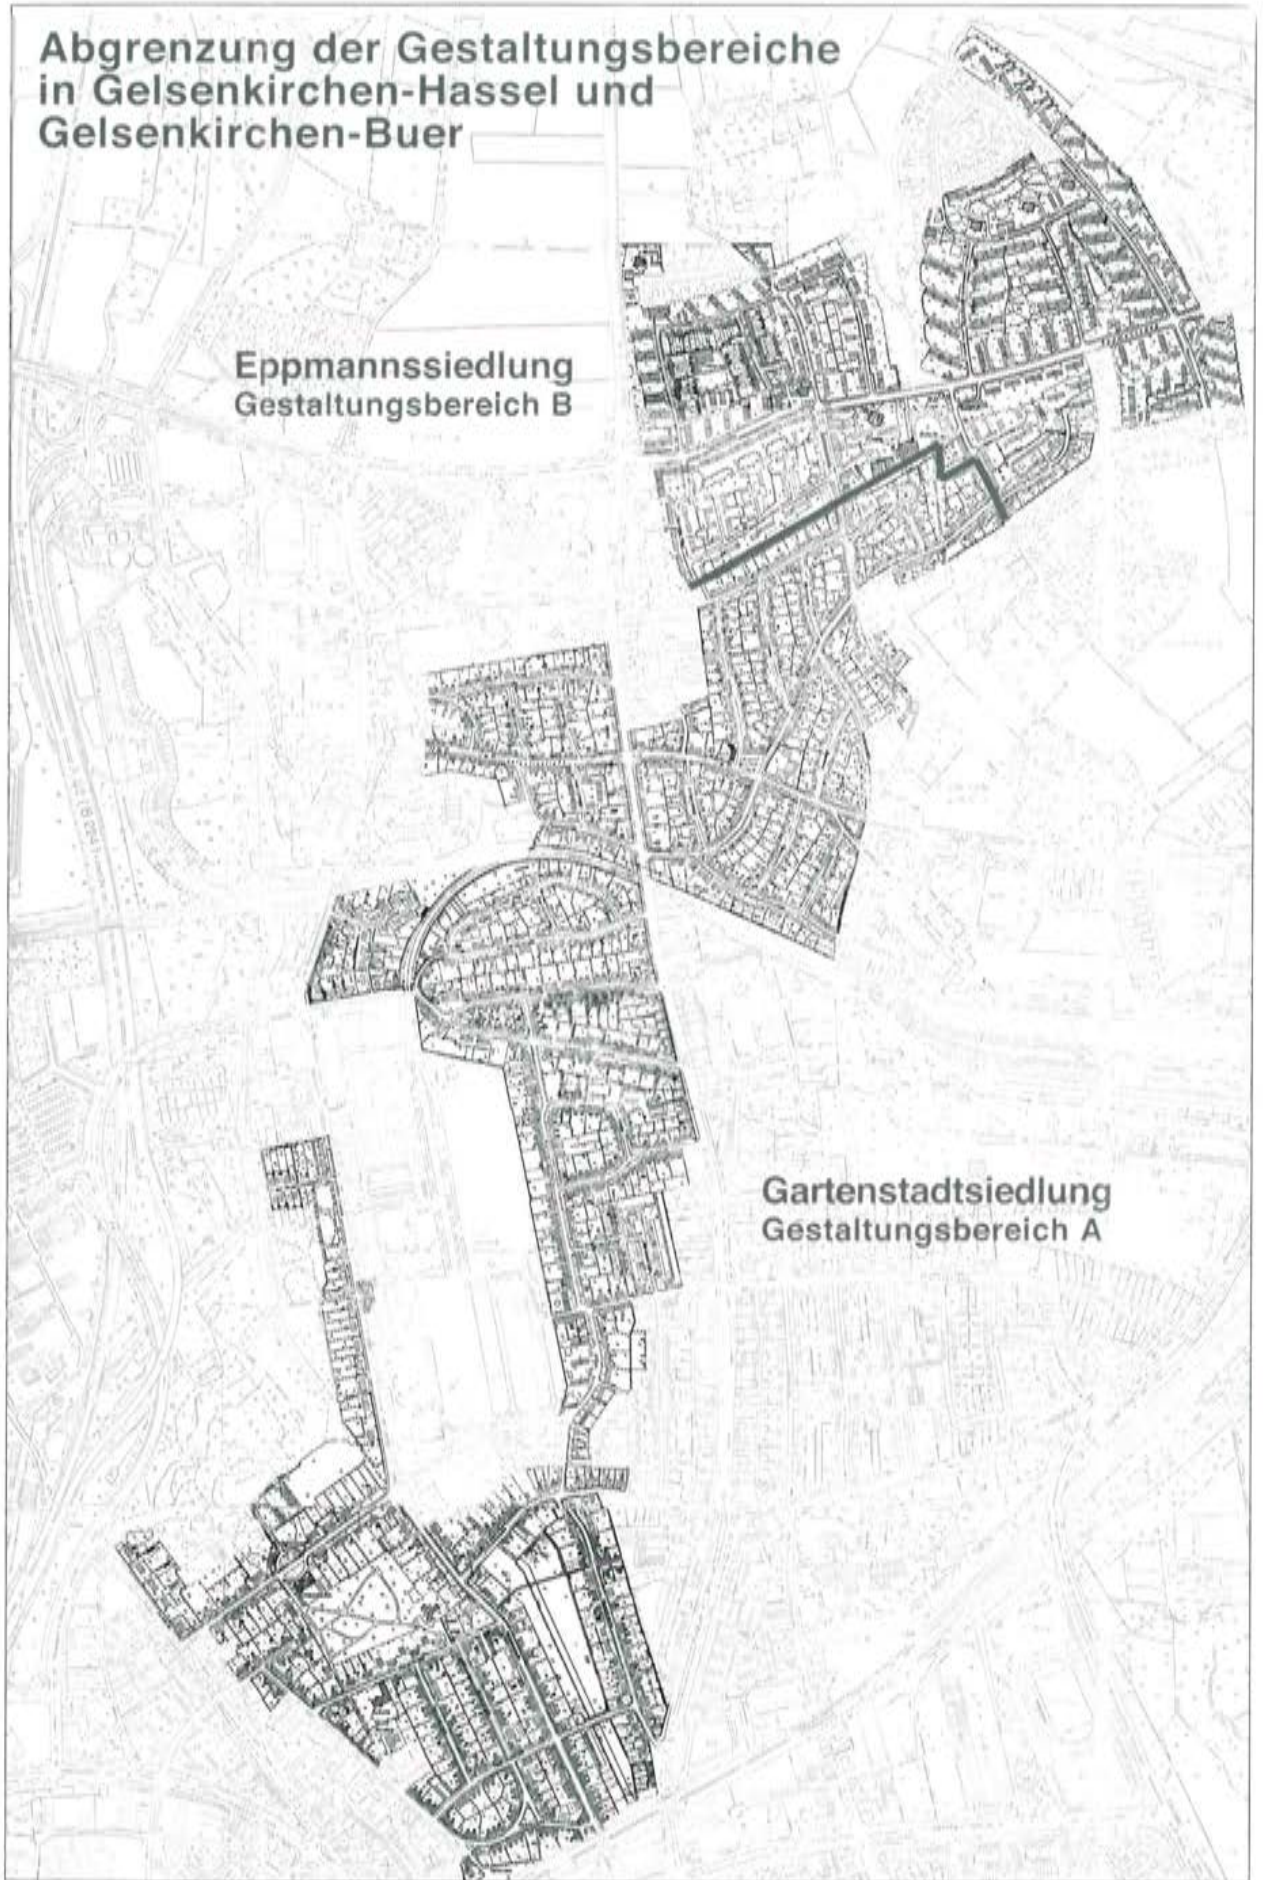 Abgrenzung der Gestaltungsbereiche
in Gelsenkirchen-Hassel und
Gelsenkirchen-Buer
Eppmannssiedlung
Gestaltungsbereich B
Gartenstadtsiedlung
Gestaltungsbereich A